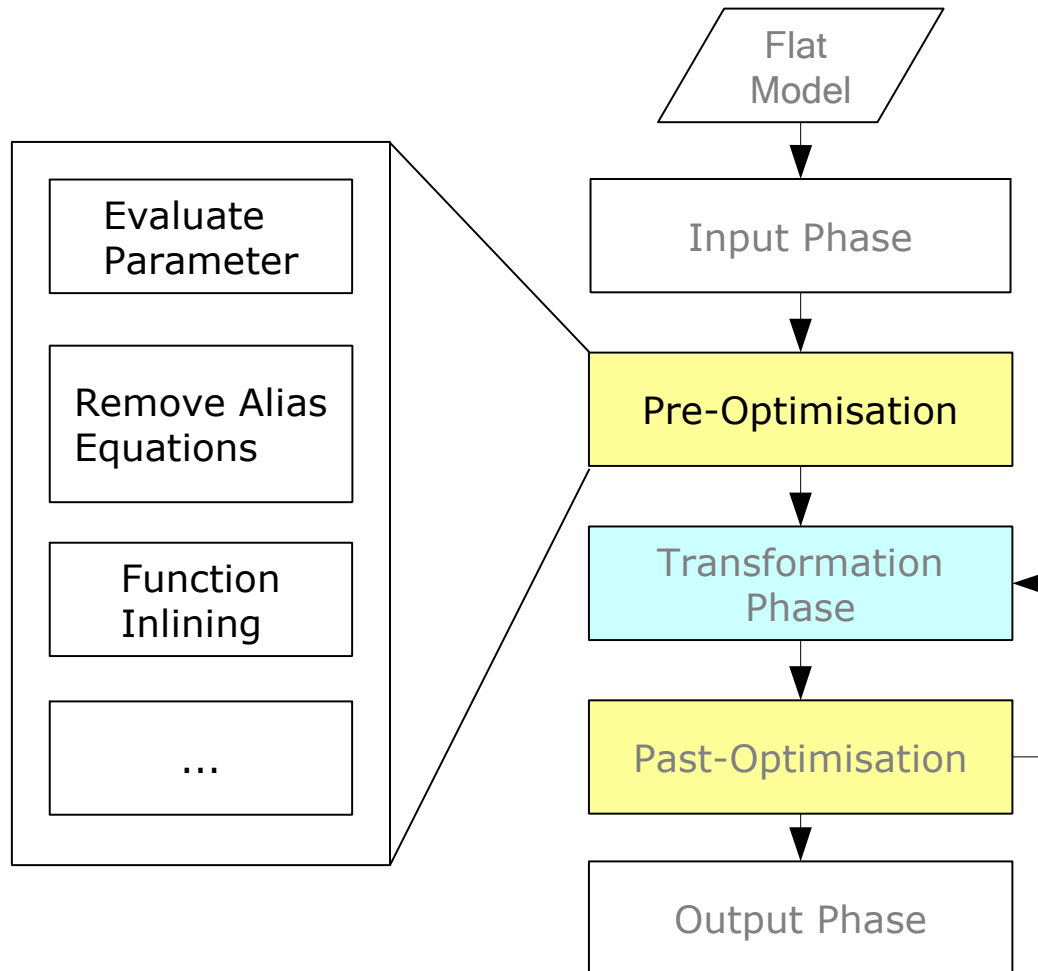 Flat
Model
Input Phase
Pre-Optimisation
Transformation
Phase
Past-Optimisation
Output Phase
Evaluate
Parameter
Remove Alias
Equations
Function
Inlining
...